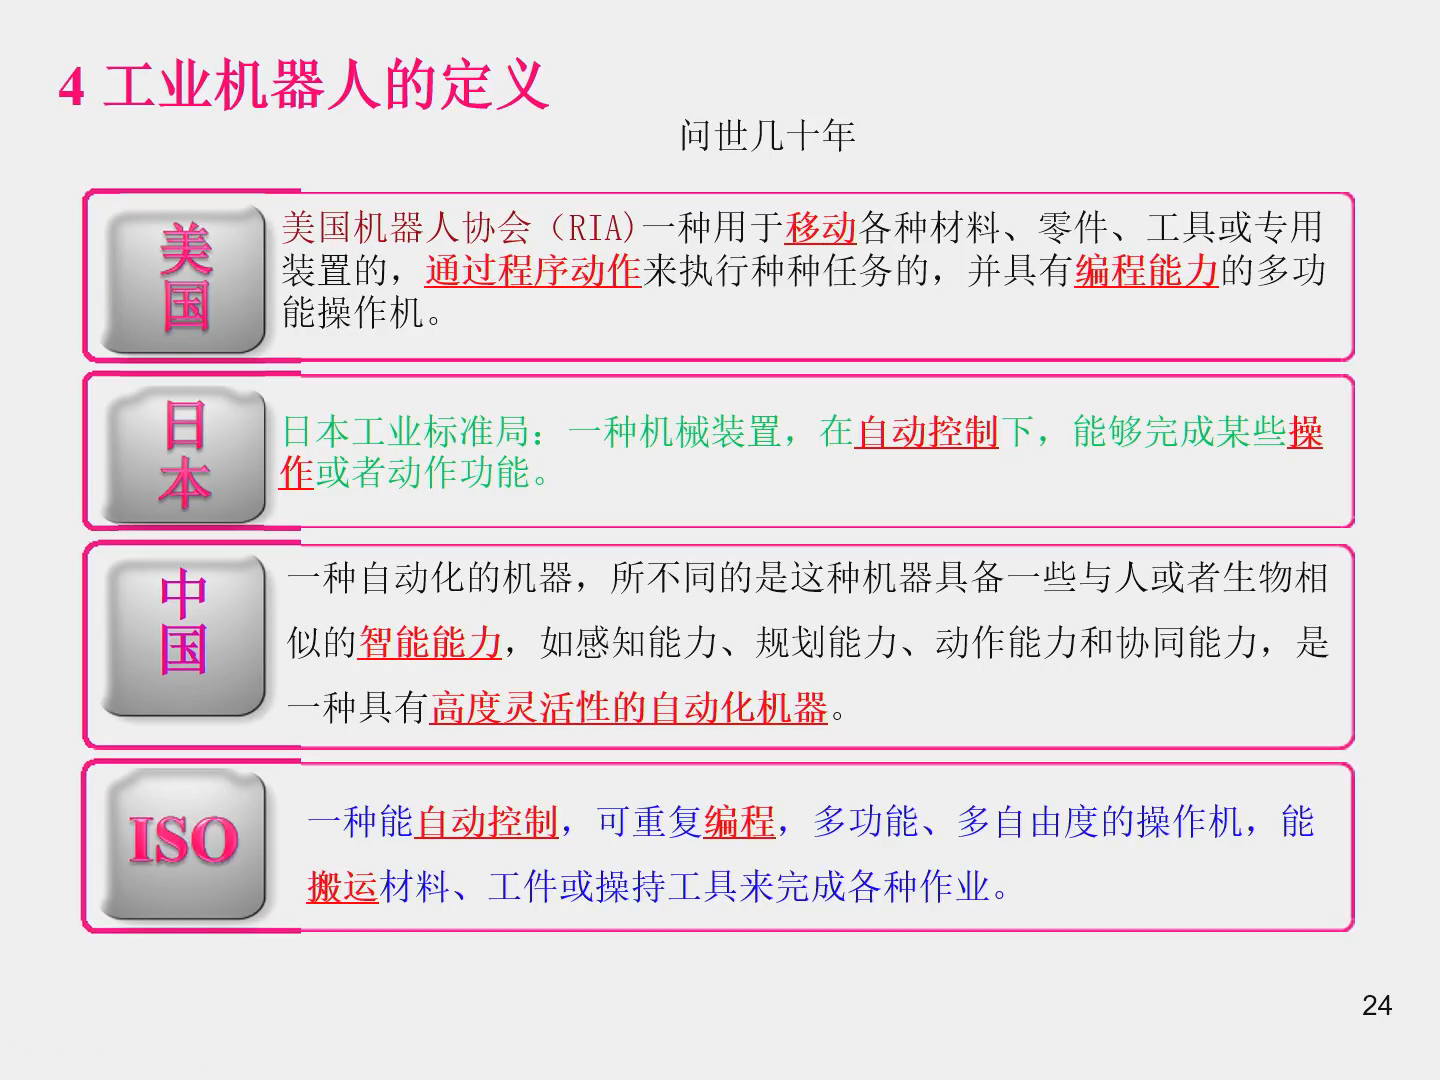 4 工业机器人的定义
问世几十年
美国
美国机器人协会（RIA)一种用于移动各种材料、零件、工具或专用
装置的，通过程序动作来执行种种任务的，并具有编程能力的多功
能操作机。
日本
日本工业标准局：一种机械装置，在自动控制下，能够完成某些操
作或者动作功能。
中国
一种自动化的机器，所不同的是这种机器具备一些与人或者生物相
似的智能能力，如感知能力、规划能力、动作能力和协同能力，是
一种具有高度灵活性的自动化机器。
ISO
一种能自动控制，可重复编程，多功能、多自由度的操作机，能
搬运材料、工件或操持工具来完成各种作业。
24